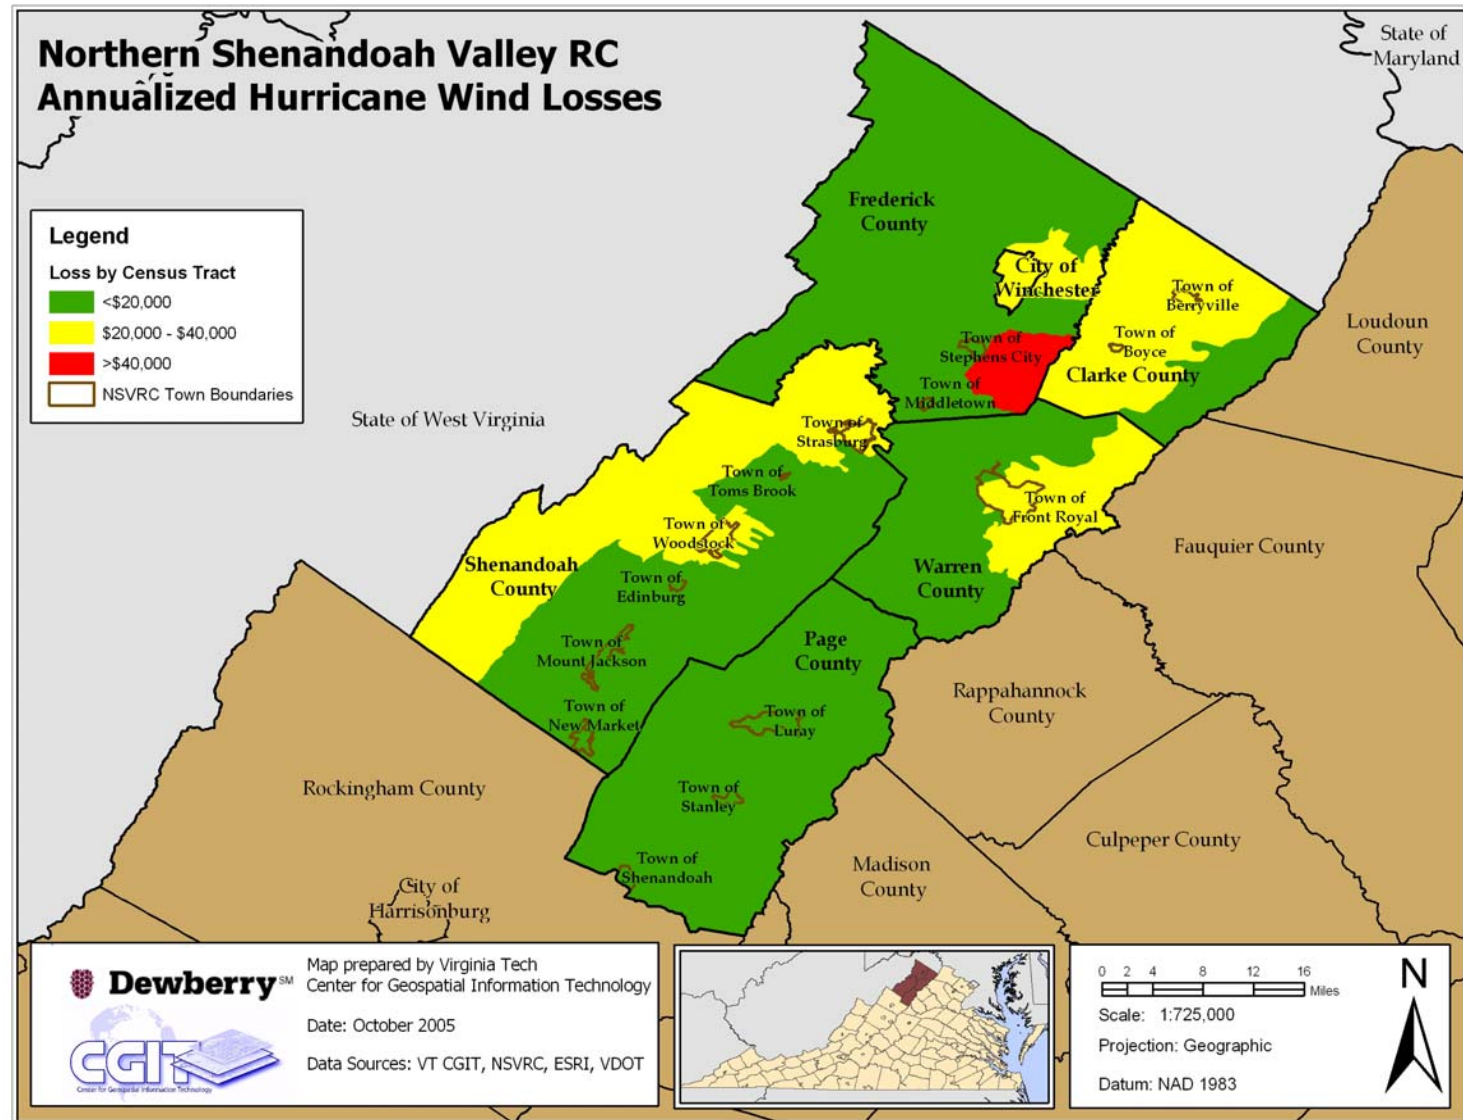 Northern Shenandoah Valley RC
Annualized Hurricane Wind Losses
State of
Maryland
Legend
Loss by Census Tract
<$20,000
$20,000 - $40,000
>$40,000
NSVRC Town Boundaries
Frederick
County
City of
Winchester
Town of
Berryville
Town of
Boyce
Clarke County
Loudoun
County
Town of
Stephens City
Town of
Middletown
State of West Virginia
Town of
Strasburg
Town of
Toms Brook
Town of
Woodstock
Town of
Front Royal
Fauquier County
Shenandoah
County
Town of
Edinburg
Warren
County
Town of
Mount Jackson
Page
County
Rappahannock
County
Town of
New Market
Town of
Luray
Rockingham County
Town of
Stanley
Culpeper County
Town of
Shenandoah
Madison
County
City of
Harrisonburg
Dewberry SM
CGIT
Center for Geospatial Information Technology
Map prepared by Virginia Tech
Center for Geospatial Information Technology
Date: October 2005
Data Sources: VT CGIT, NSVRC, ESRI, VDOT
0 2 4 8 12 16
Miles
Scale: 1:725,000
Projection: Geographic
Datum: NAD 1983
N